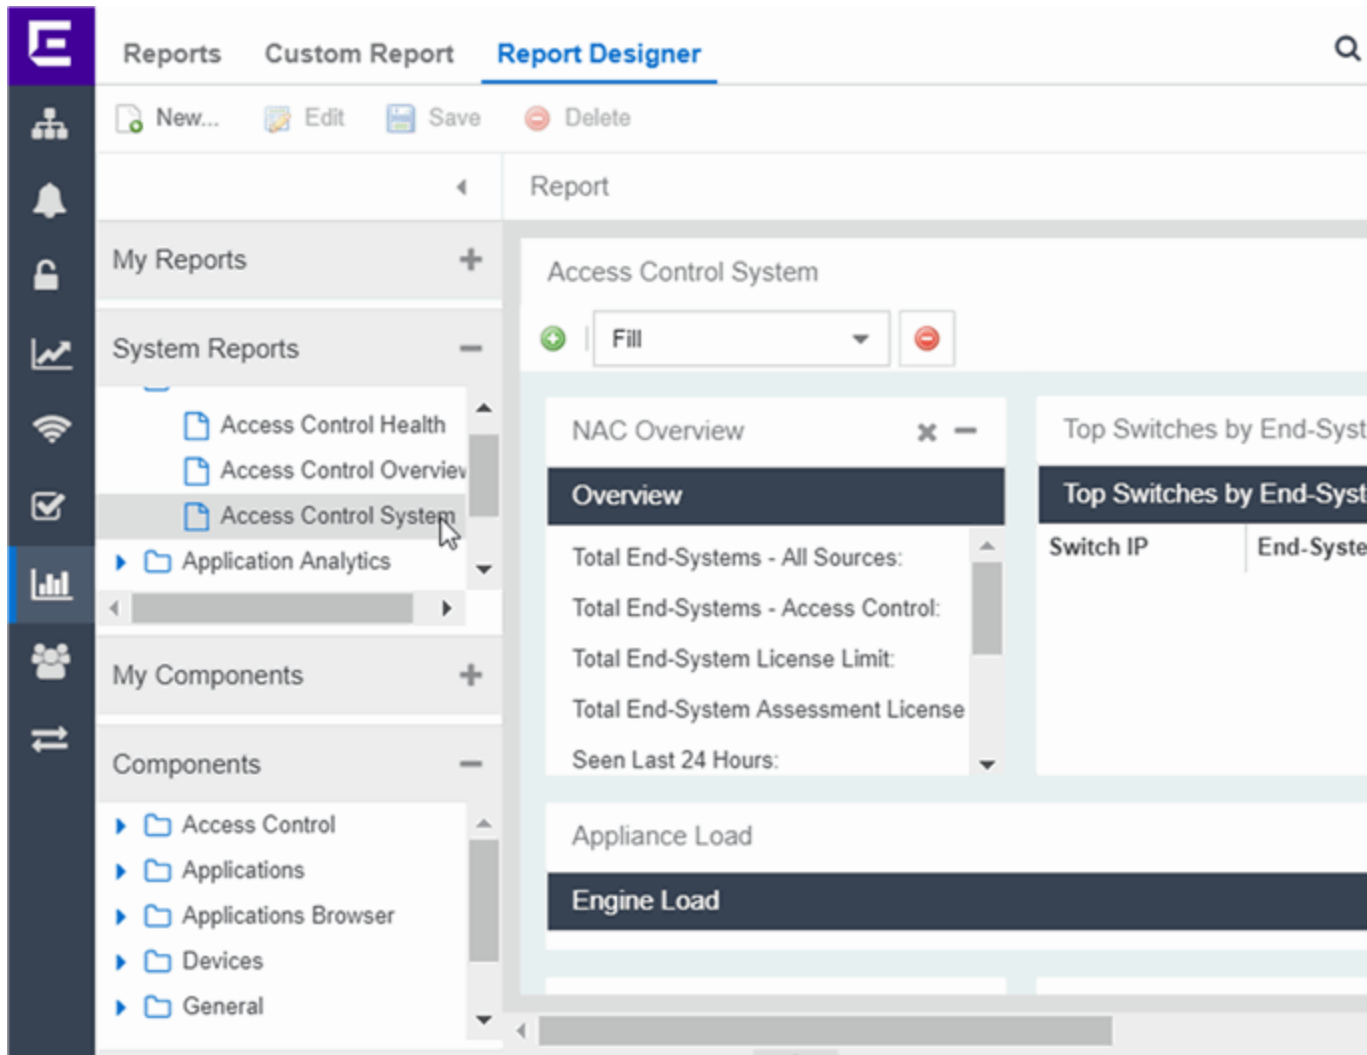 Reports Custom Report Report Designer
New... Edit Save Delete
Report
My Reports
System Reports
Access Control Health
Access Control Overview
Access Control System
Application Analytics
My Components
Components
Access Control
Applications
Applications Browser
Devices
General
Access Control System
Fill
NAC Overview
Overview
Total End-Systems - All Sources:
Total End-Systems - Access Control:
Total End-System License Limit:
Total End-System Assessment License
Seen Last 24 Hours:
Top Switches by End-Syst
Top Switches by End-Syst
Switch IP End-Syste
Appliance Load
Engine Load